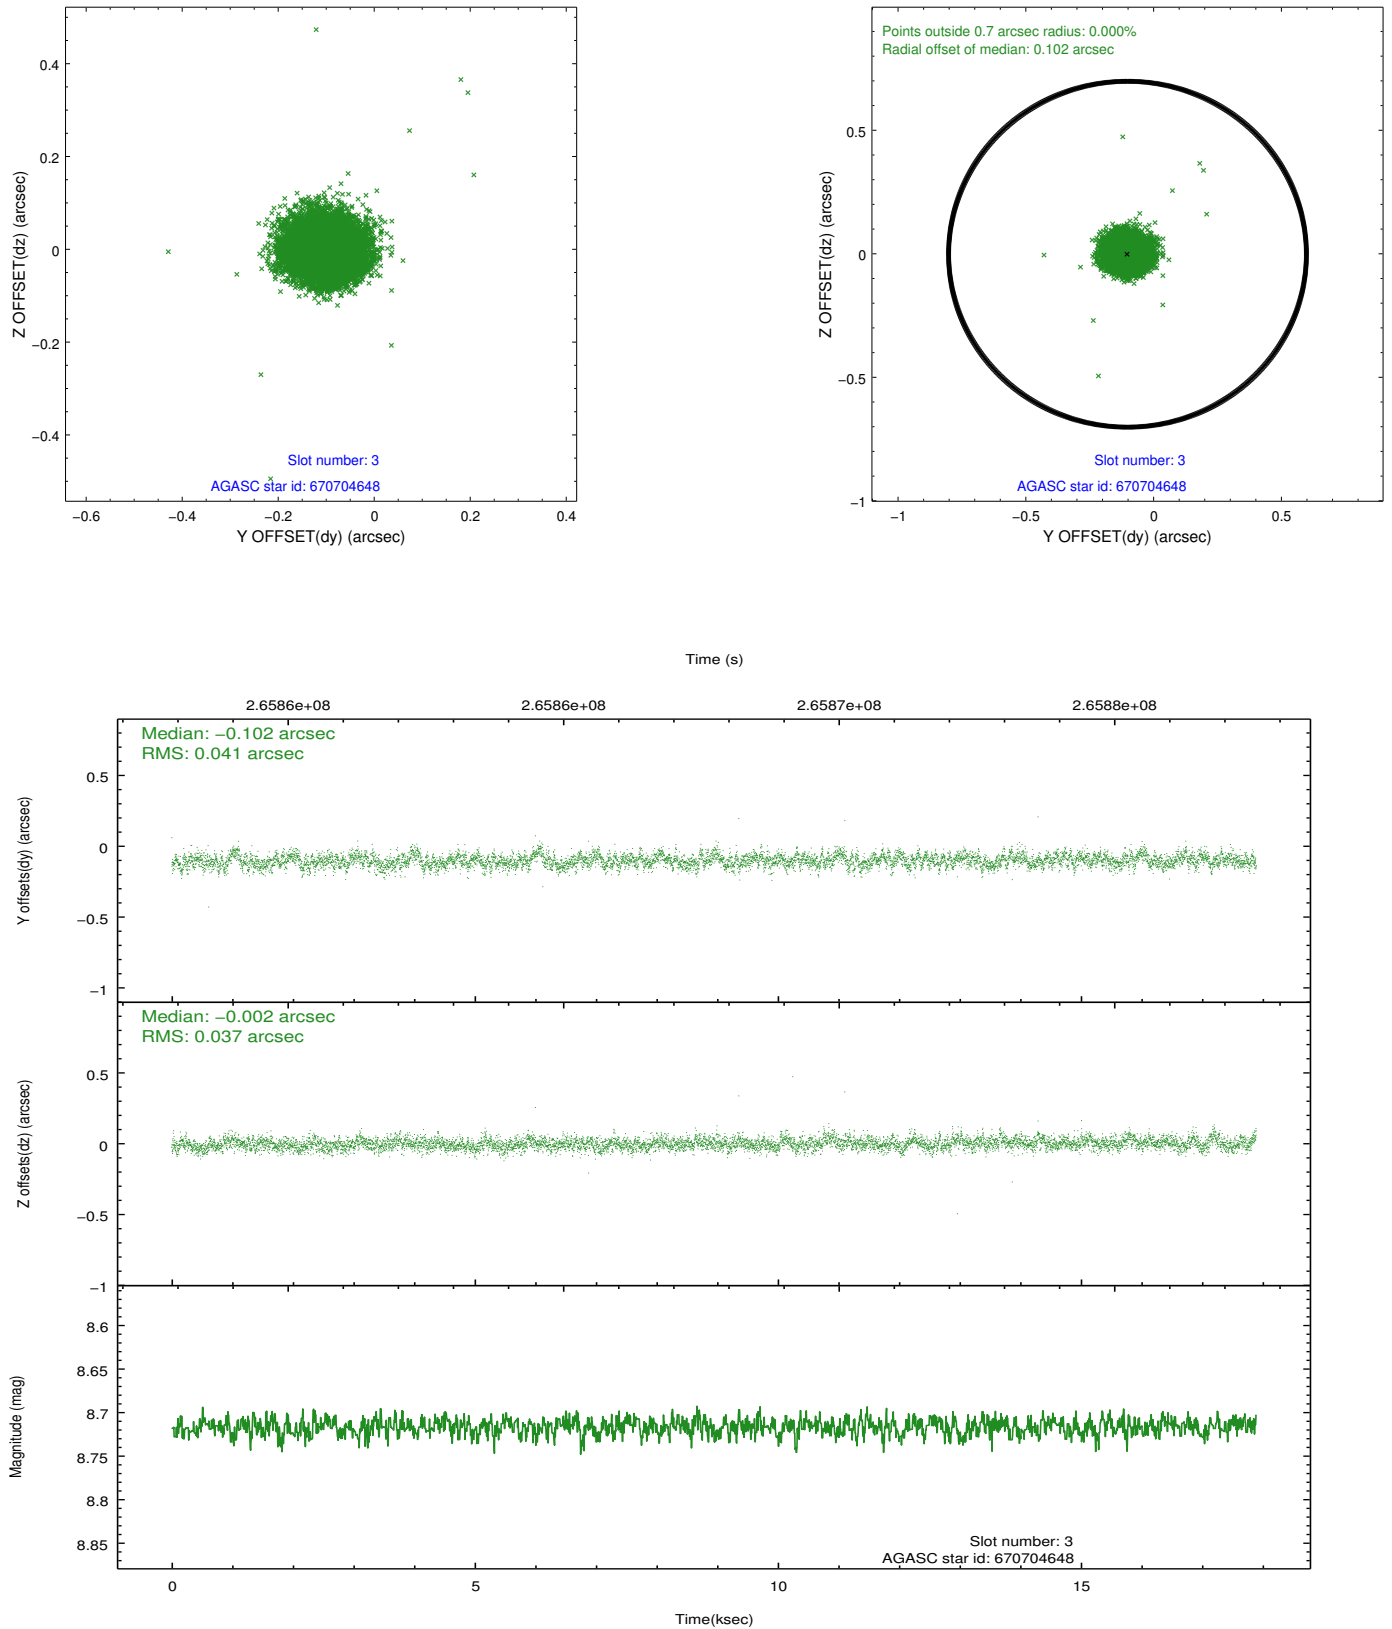 0.4
0.2
0
−0.2
−0.4
Z OFFSET(dz) (arcsec)
Slot number: 3
AGASC star id: 670704648
−0.6 −0.4 −0.2 0 0.2 0.4
Y OFFSET(dy) (arcsec)
Points outside 0.7 arcsec radius: 0.000%
Radial offset of median: 0.102 arcsec
0.5
0
−0.5
−1
Z OFFSET(dz) (arcsec)
Slot number: 3
AGASC star id: 670704648
−1 −0.5 0 0.5
Y OFFSET(dy) (arcsec)
Time (s)
2.6586e+08 2.6586e+08 2.6587e+08 2.6588e+08
Median: −0.102 arcsec
RMS: 0.041 arcsec
0.5
0
−0.5
−1
Y offsets(dy) (arcsec)
Median: −0.002 arcsec
RMS: 0.037 arcsec
0.5
0
−0.5
−1
Z offsets(dz) (arcsec)
8.6
8.65
8.7
8.75
8.8
8.85
Magnitude (mag)
Slot number: 3
AGASC star id: 670704648
0 5 10 15
Time(ksec)